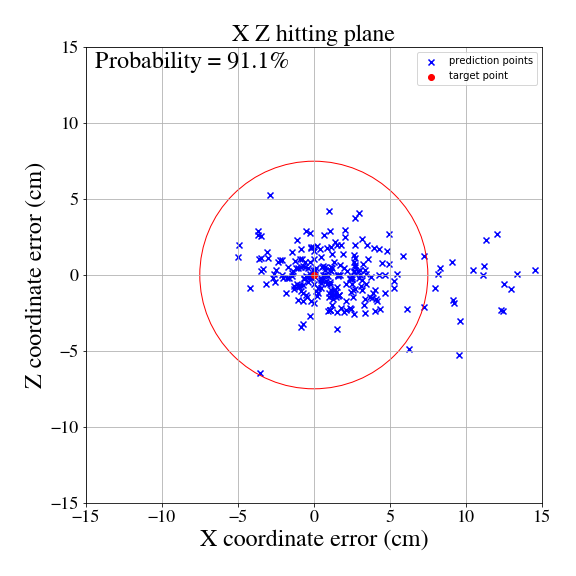 X Z hitting plane
Probability = 91.1%
prediction points
target point
15
10
5
0
−5
−10
−15
Z coordinate error (cm)
−15
−10
−5
0
5
10
15
X coordinate error (cm)